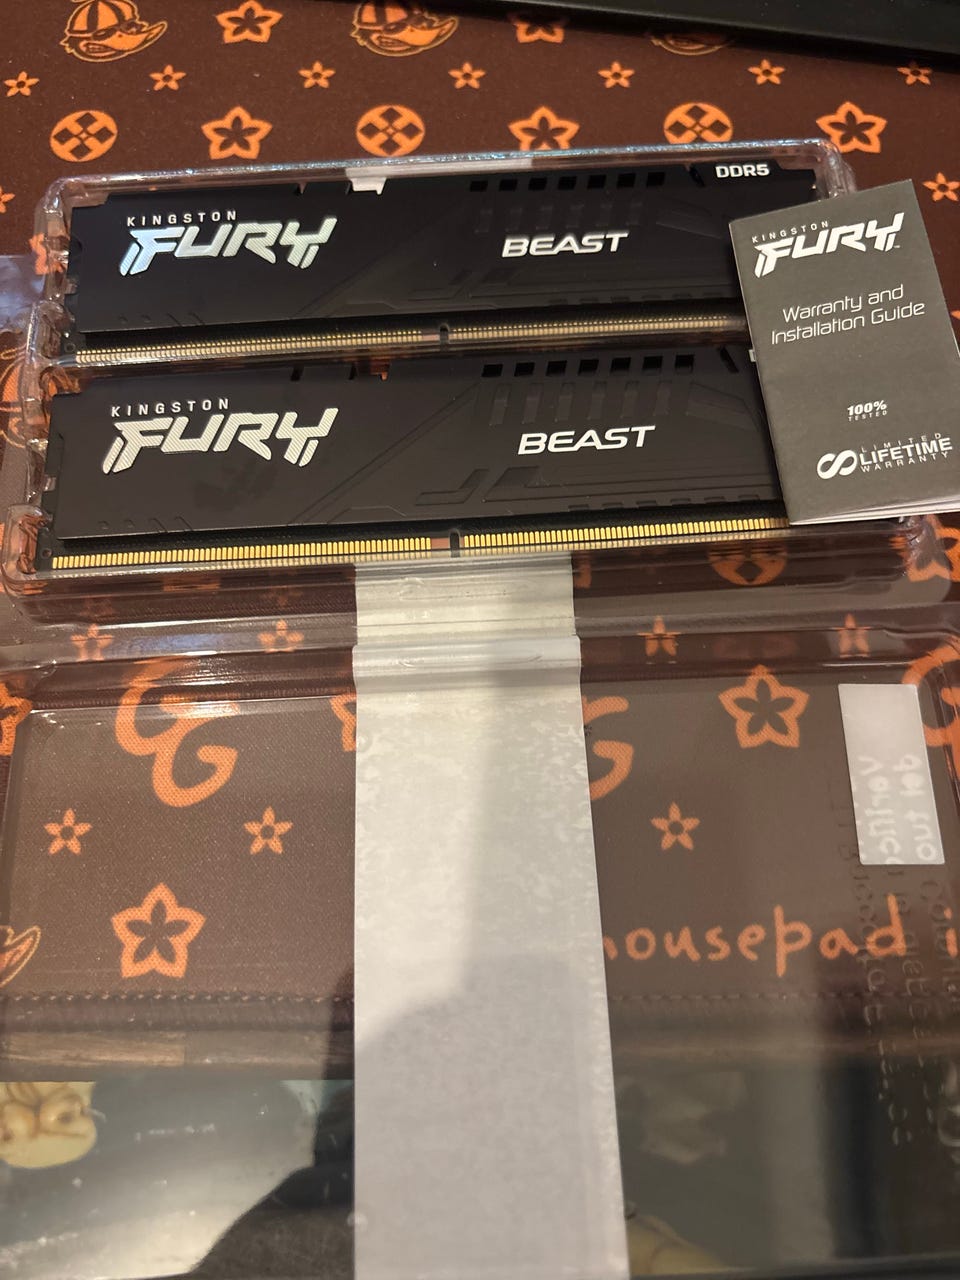 DDR5
KINGSTON
FURY
BEAST
KINGSTON
FURY
BEAST
KINGSTON
FURY
Warranty and
Installation Guide
100%
TESTED
LIMITED
LIFETIME
WARRANTY
G
G
mousepad